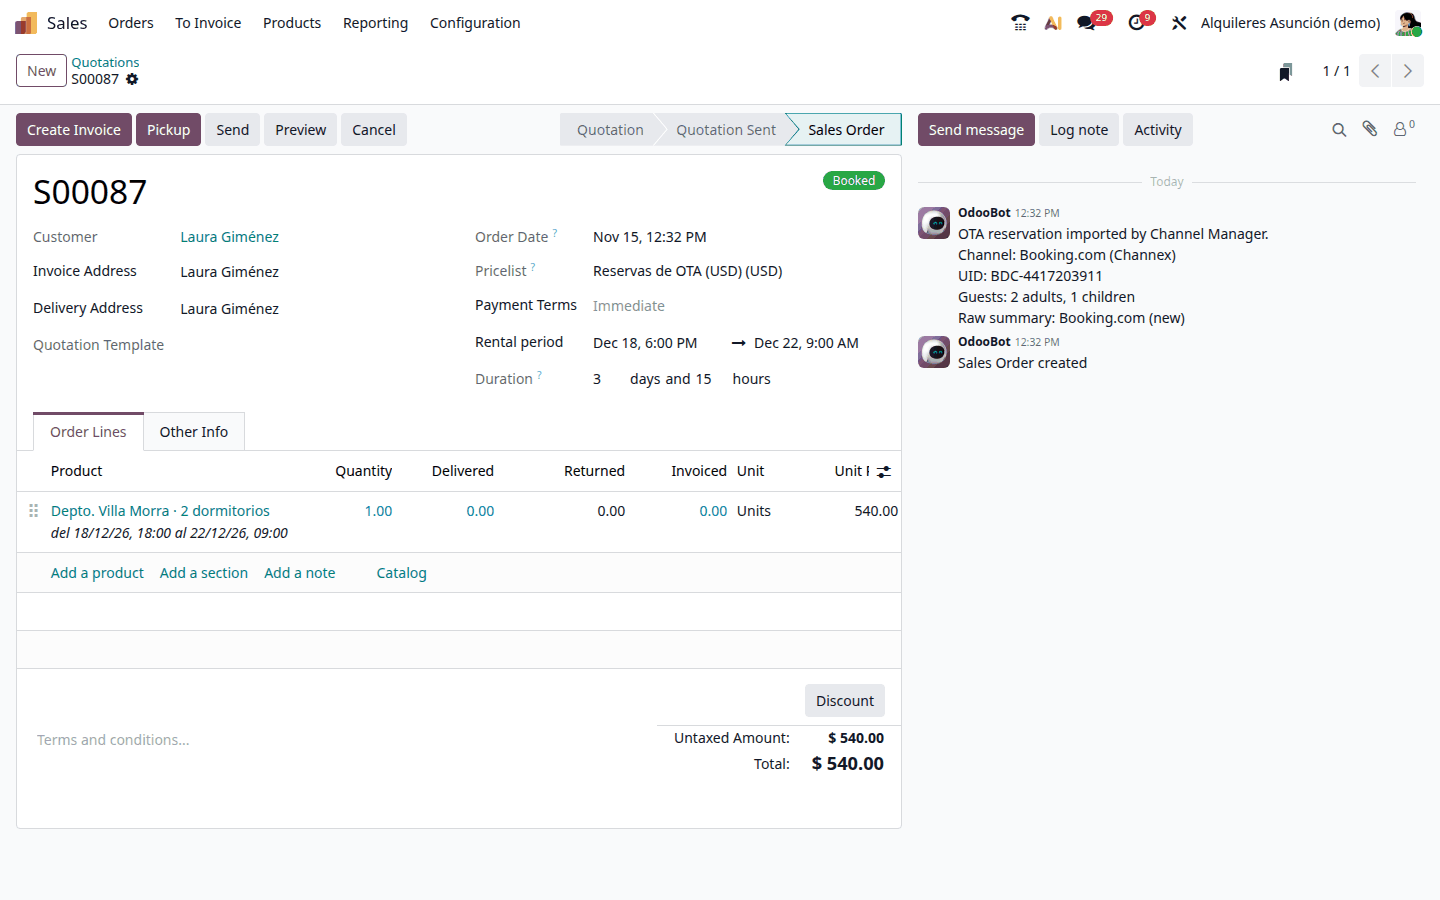 Sales Orders To Invoice Products Reporting Configuration 29 9 Alquileres Asunción (demo)
New Quotations
S00087
1 / 1
Create Invoice Pickup Send Preview Cancel Quotation Quotation Sent Sales Order
Send message Log note Activity 0
S00087
Booked
Customer Laura Giménez
Invoice Address Laura Giménez
Delivery Address Laura Giménez
Quotation Template
Order Date ? Nov 15, 12:32 PM
Pricelist ? Reservas de OTA (USD) (USD)
Payment Terms Immediate
Rental period Dec 18, 6:00 PM → Dec 22, 9:00 AM
Duration ? 3 days and 15 hours
Order Lines Other Info
Product Quantity Delivered Returned Invoiced Unit Unit
Depto. Villa Morra · 2 dormitorios 1.00 0.00 0.00 0.00 Units 540.00
del 18/12/26, 18:00 al 22/12/26, 09:00
Add a product Add a section Add a note Catalog
Discount
Terms and conditions...
Untaxed Amount: $ 540.00
Total: $ 540.00
Today
OdooBot 12:32 PM
OTA reservation imported by Channel Manager.
Channel: Booking.com (Channex)
UID: BDC-4417203911
Guests: 2 adults, 1 children
Raw summary: Booking.com (new)
OdooBot 12:32 PM
Sales Order created